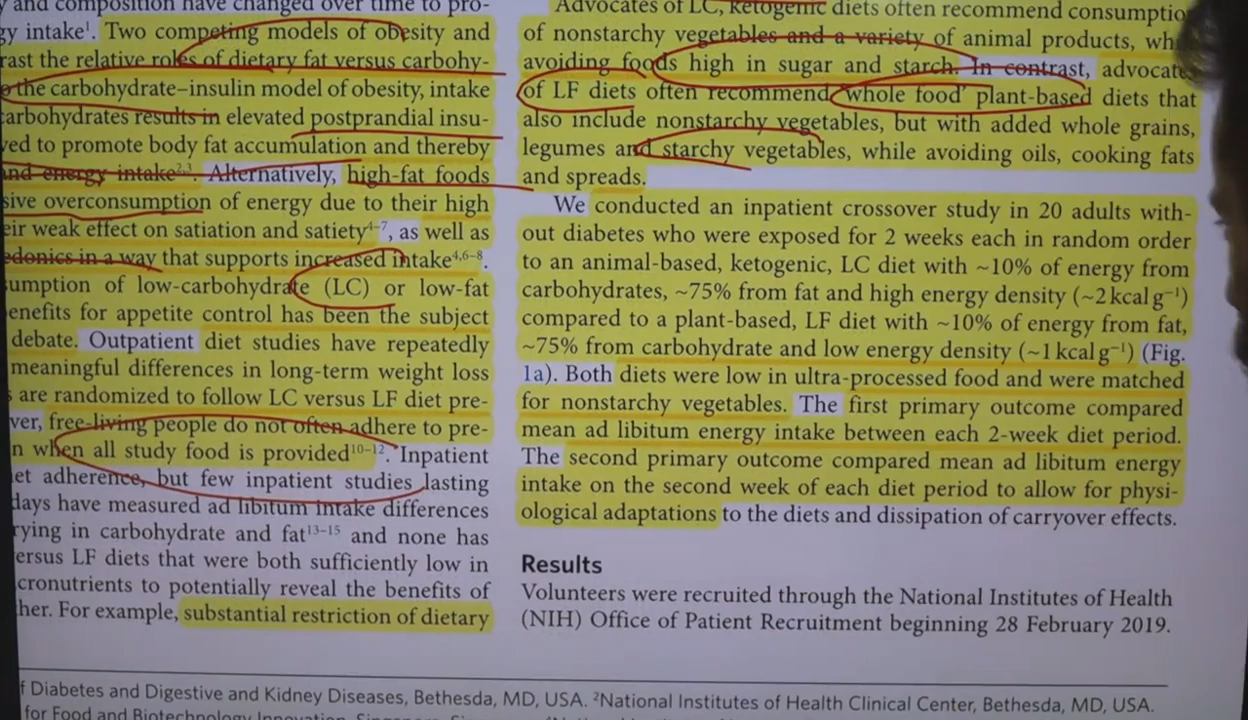 and composition have changed over time to pro-
gy intake1. Two competing models of obesity and
rast the relative roles of dietary fat versus carbohy-
the carbohydrate–insulin model of obesity, intake
arbohydrates results in elevated postprandial insu-
ved to promote body fat accumulation and thereby
and energy intake2,3. Alternatively, high-fat foods
sive overconsumption of energy due to their high
eir weak effect on satiation and satiety4–7, as well as
edonics in a way that supports increased intake4,6–8.
umption of low-carbohydrate (LC) or low-fat
enefits for appetite control has been the subject
debate. Outpatient diet studies have repeatedly
meaningful differences in long-term weight loss
s are randomized to follow LC versus LF diet pre-
ver, free-living people do not often adhere to pre-
n when all study food is provided10–12. Inpatient
et adherence, but few inpatient studies lasting
days have measured ad libitum intake differences
rying in carbohydrate and fat13–15 and none has
ersus LF diets that were both sufficiently low in
cronutrients to potentially reveal the benefits of
her. For example, substantial restriction of dietary
Advocates of LC, ketogenic diets often recommend consumptio
of nonstarchy vegetables and a variety of animal products, wh
avoiding foods high in sugar and starch. In contrast, advocate
of LF diets often recommend 'whole food' plant-based diets that
also include nonstarchy vegetables, but with added whole grains,
legumes and starchy vegetables, while avoiding oils, cooking fats
and spreads.
We conducted an inpatient crossover study in 20 adults with-
out diabetes who were exposed for 2 weeks each in random order
to an animal-based, ketogenic, LC diet with ~10% of energy from
carbohydrates, ~75% from fat and high energy density (~2 kcal g−1)
compared to a plant-based, LF diet with ~10% of energy from fat,
~75% from carbohydrate and low energy density (~1 kcal g−1) (Fig.
1a). Both diets were low in ultra-processed food and were matched
for nonstarchy vegetables. The first primary outcome compared
mean ad libitum energy intake between each 2-week diet period.
The second primary outcome compared mean ad libitum energy
intake on the second week of each diet period to allow for physi-
ological adaptations to the diets and dissipation of carryover effects.
Results
Volunteers were recruited through the National Institutes of Health
(NIH) Office of Patient Recruitment beginning 28 February 2019.
f Diabetes and Digestive and Kidney Diseases, Bethesda, MD, USA. 2National Institutes of Health Clinical Center, Bethesda, MD, USA.
for Food and Biotechnology Innovation,